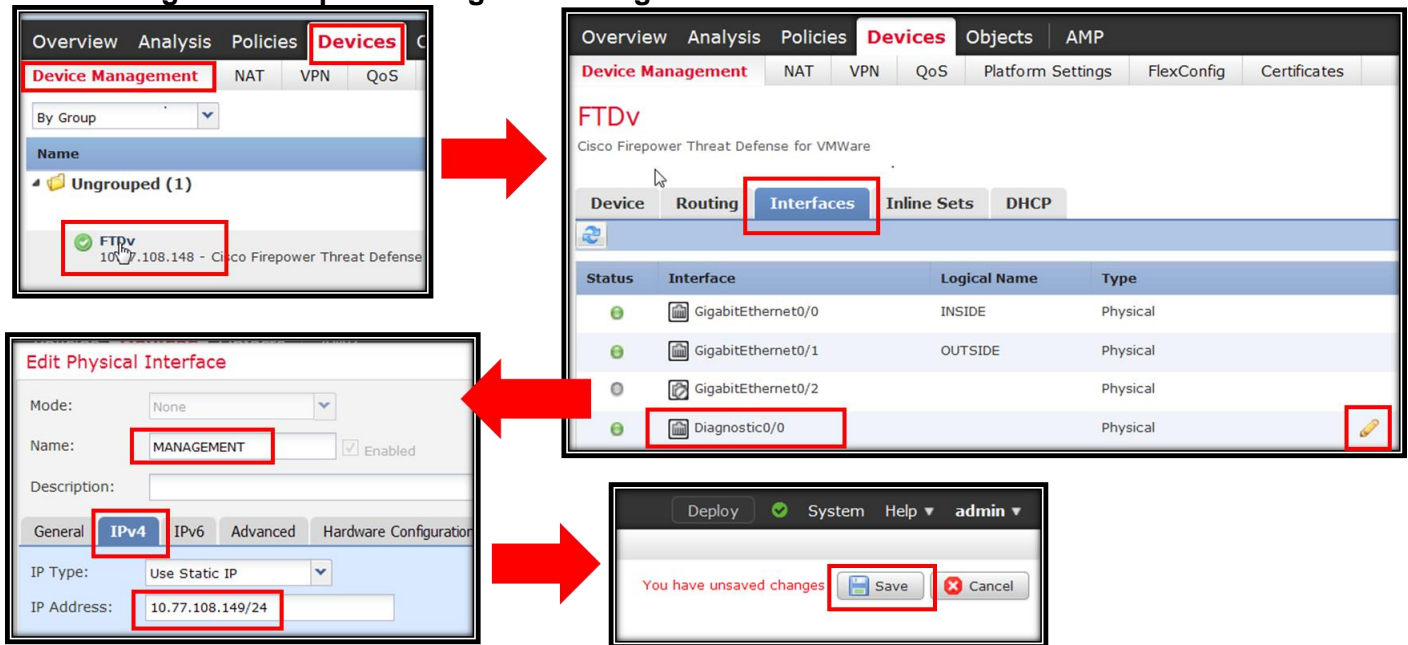 Overview Analysis Policies Devices
Device Management NAT VPN QoS
By Group
Name
Ungrouped (1)
FTDv
7.108.148 - Cisco Firepower Threat Defense
Overview Analysis Policies Devices Objects AMP
Device Management NAT VPN QoS Platform Settings FlexConfig Certificates
FTDv
Cisco Firepower Threat Defense for VMWare
Device Routing Interfaces Inline Sets DHCP
Status Interface Logical Name Type
GigabitEthernet0/0 INSIDE Physical
GigabitEthernet0/1 OUTSIDE Physical
GigabitEthernet0/2 Physical
Diagnostic0/0 Physical
Edit Physical Interface
Mode: None
Name: MANAGEMENT Enabled
Description:
General IPv4 IPv6 Advanced Hardware Configuration
IP Type: Use Static IP
IP Address: 10.77.108.149/24
Deploy System Help admin
You have unsaved changes Save Cancel